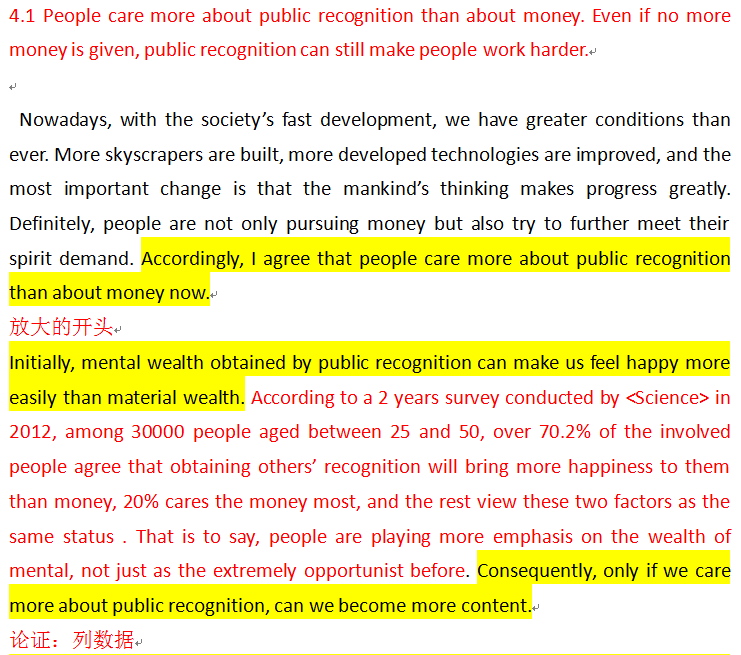 4.1 People care more about public recognition than about money. Even if no more
money is given, public recognition can still make people work harder.
Nowadays, with the society’s fast development, we have greater conditions than
ever. More skyscrapers are built, more developed technologies are improved, and the
most important change is that the mankind’s thinking makes progress greatly.
Definitely, people are not only pursuing money but also try to further meet their
spirit demand. Accordingly, I agree that people care more about public recognition
than about money now.
放大的开头
Initially, mental wealth obtained by public recognition can make us feel happy more
easily than material wealth. According to a 2 years survey conducted by <Science> in
2012, among 30000 people aged between 25 and 50, over 70.2% of the involved
people agree that obtaining others’ recognition will bring more happiness to them
than money, 20% cares the money most, and the rest view these two factors as the
same status . That is to say, people are playing more emphasis on the wealth of
mental, not just as the extremely opportunist before. Consequently, only if we care
more about public recognition, can we become more content.
论证：列数据